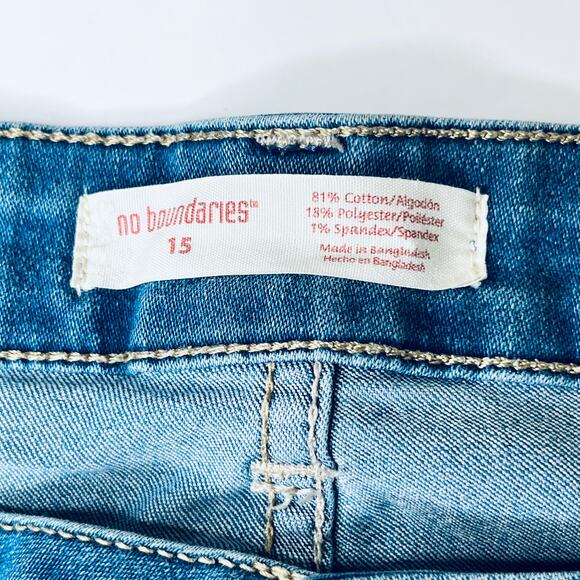 no boundaries™
15
81% Cotton/Algodón
18% Polyester/Poliéster
1% Spandex/Spandex
Made in Bangladesh
Hecho en Bangladesh